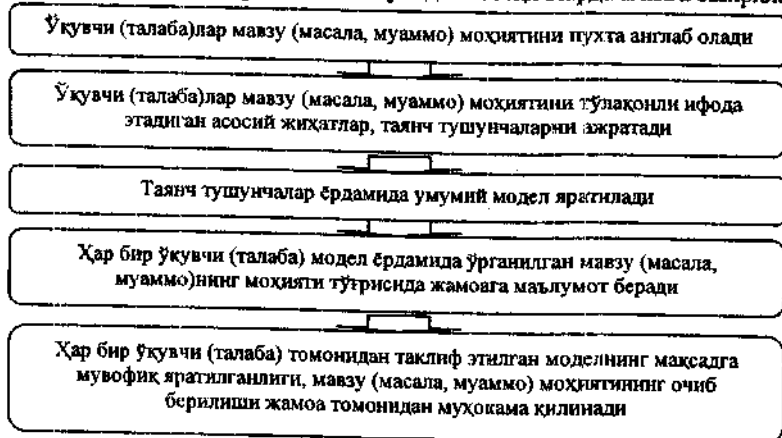 Ўқувчи (талаба)лар мавзу (масала, муаммо) моҳиятини пухта англаб олади
Ўқувчи (талаба)лар мавзу (масала, муаммо) моҳиятини тўлақонли ифода
этадиган асосий жиҳатлар, таянч тушунчаларни ажратади
Таянч тушунчалар ёрдамида умумий модел яратилади
Ҳар бир ўқувчи (талаба) модел ёрдамида ўрганилган мавзу (масала,
муаммо)нинг моҳияти тўғрисида жамоага маълумот беради
Ҳар бир ўқувчи (талаба) томонидан таклиф этилган моделнинг мақсадга
мувофиқ яратилганлиги, мавзу (масала, муаммо) моҳиятининг очиб
берилиши жамоа томонидан муҳокама қилинади